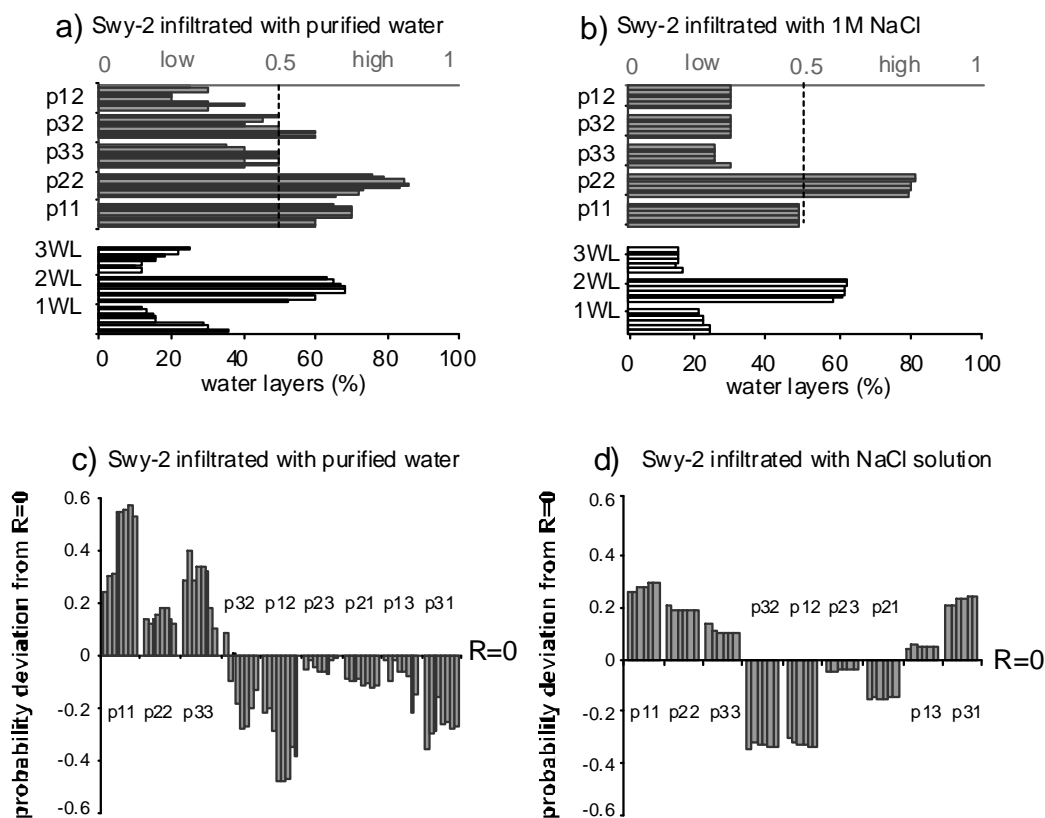 a) Swy-2 infiltrated with purified water
0 low 0.5 high 1
p12
p32
p33
p22
p11
3WL
2WL
1WL
0 20 40 60 80 100
water layers (%)
b) Swy-2 infiltrated with 1M NaCl
0 low 0.5 high 1
p12
p32
p33
p22
p11
3WL
2WL
1WL
0 20 40 60 80 100
water layers (%)
c) Swy-2 infiltrated with purified water
probability deviation from R=0
0.6
0.4
0.2
0
-0.2
-0.4
-0.6
p32 p12 p23 p21 p13 p31
R=0
p11 p22 p33
d) Swy-2 infiltrated with NaCl solution
probability deviation from R=0
0.6
0.4
0.2
0
-0.2
-0.4
-0.6
p32 p12 p23 p21
R=0
p11 p22 p33 p13 p31